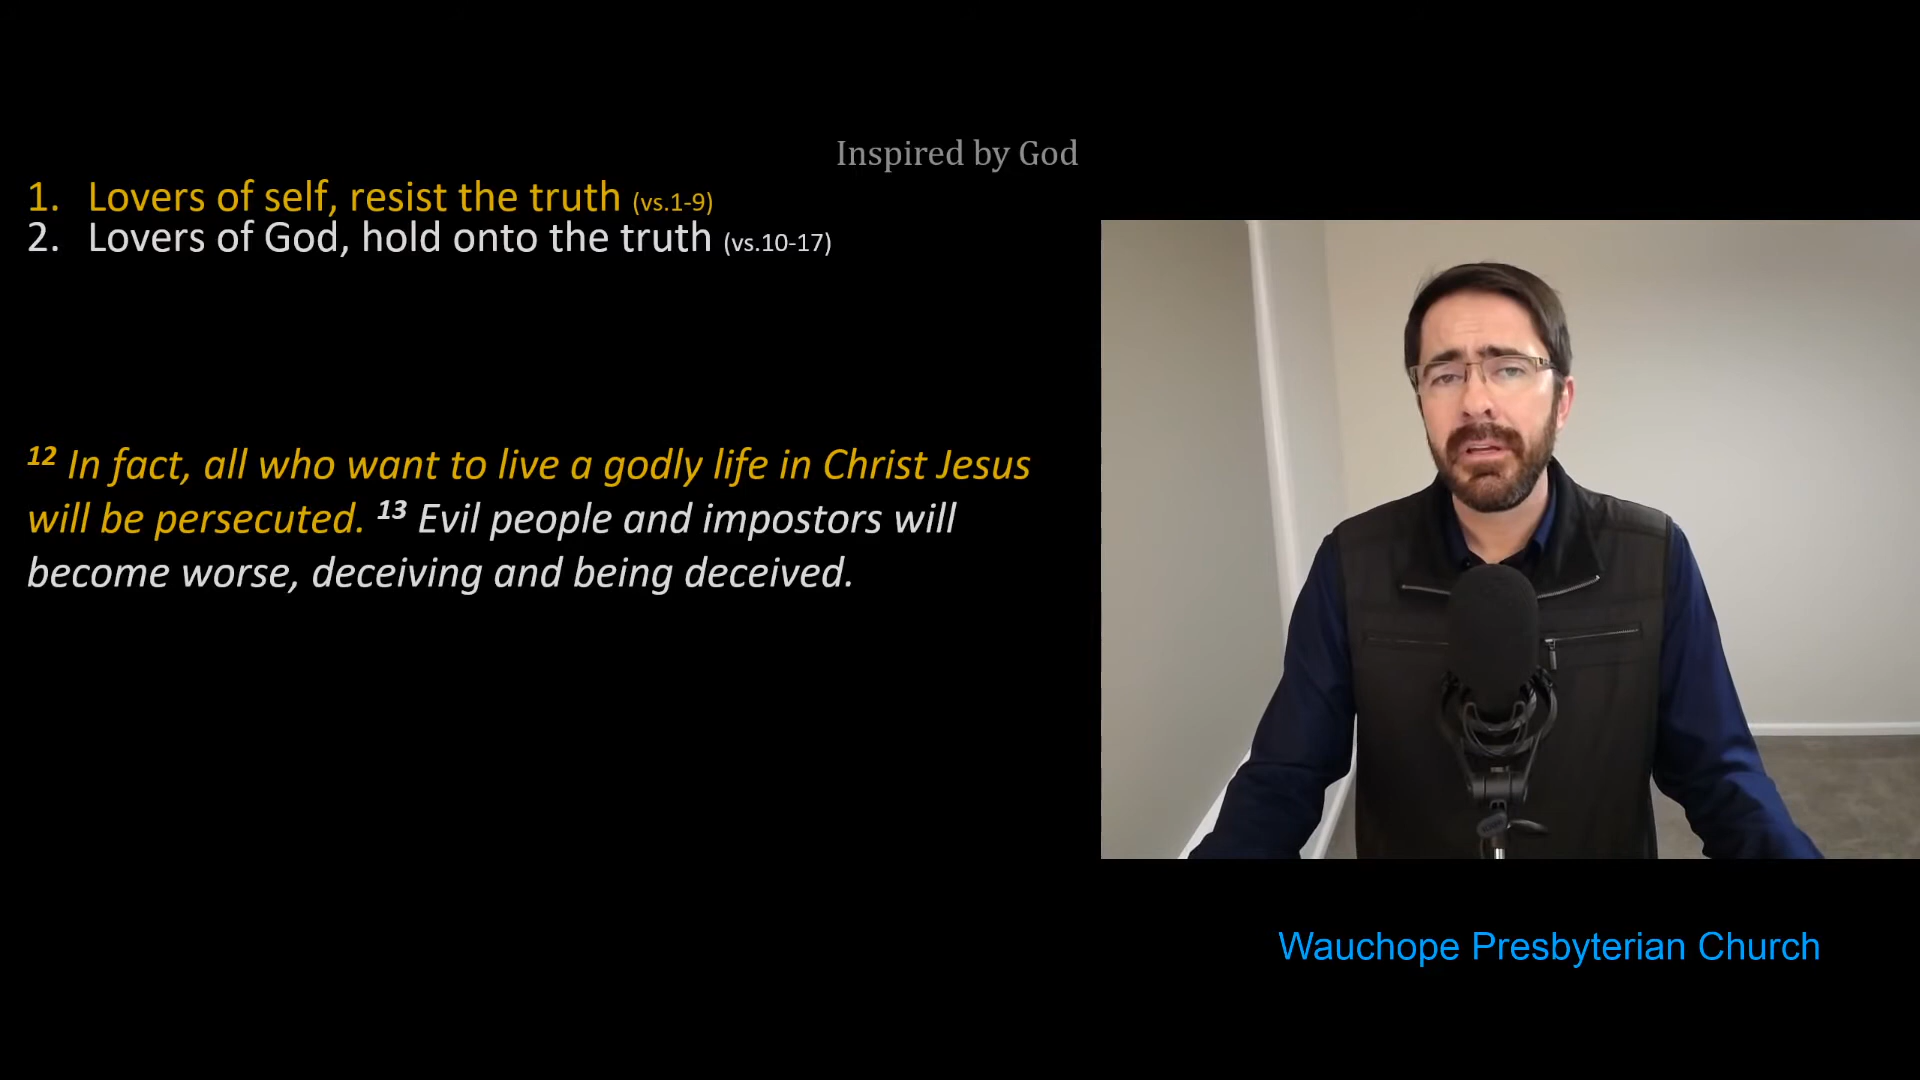 Inspired by God
1. Lovers of self, resist the truth (vs.1-9)
2. Lovers of God, hold onto the truth (vs.10-17)
12 In fact, all who want to live a godly life in Christ Jesus
will be persecuted. 13 Evil people and impostors will
become worse, deceiving and being deceived.
Wauchope Presbyterian Church